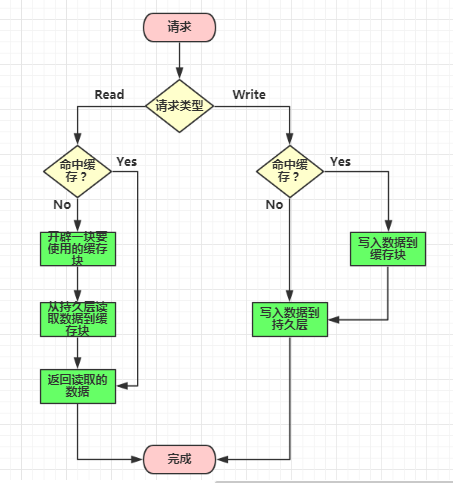 请求
请求类型
Read
Write
命中缓
存？
Yes
No
命中缓
存？
Yes
No
开辟一块要
使用的缓存
块
写入数据到
缓存块
从持久层读
取数据到缓
存块
写入数据到
持久层
返回读取的
数据
完成